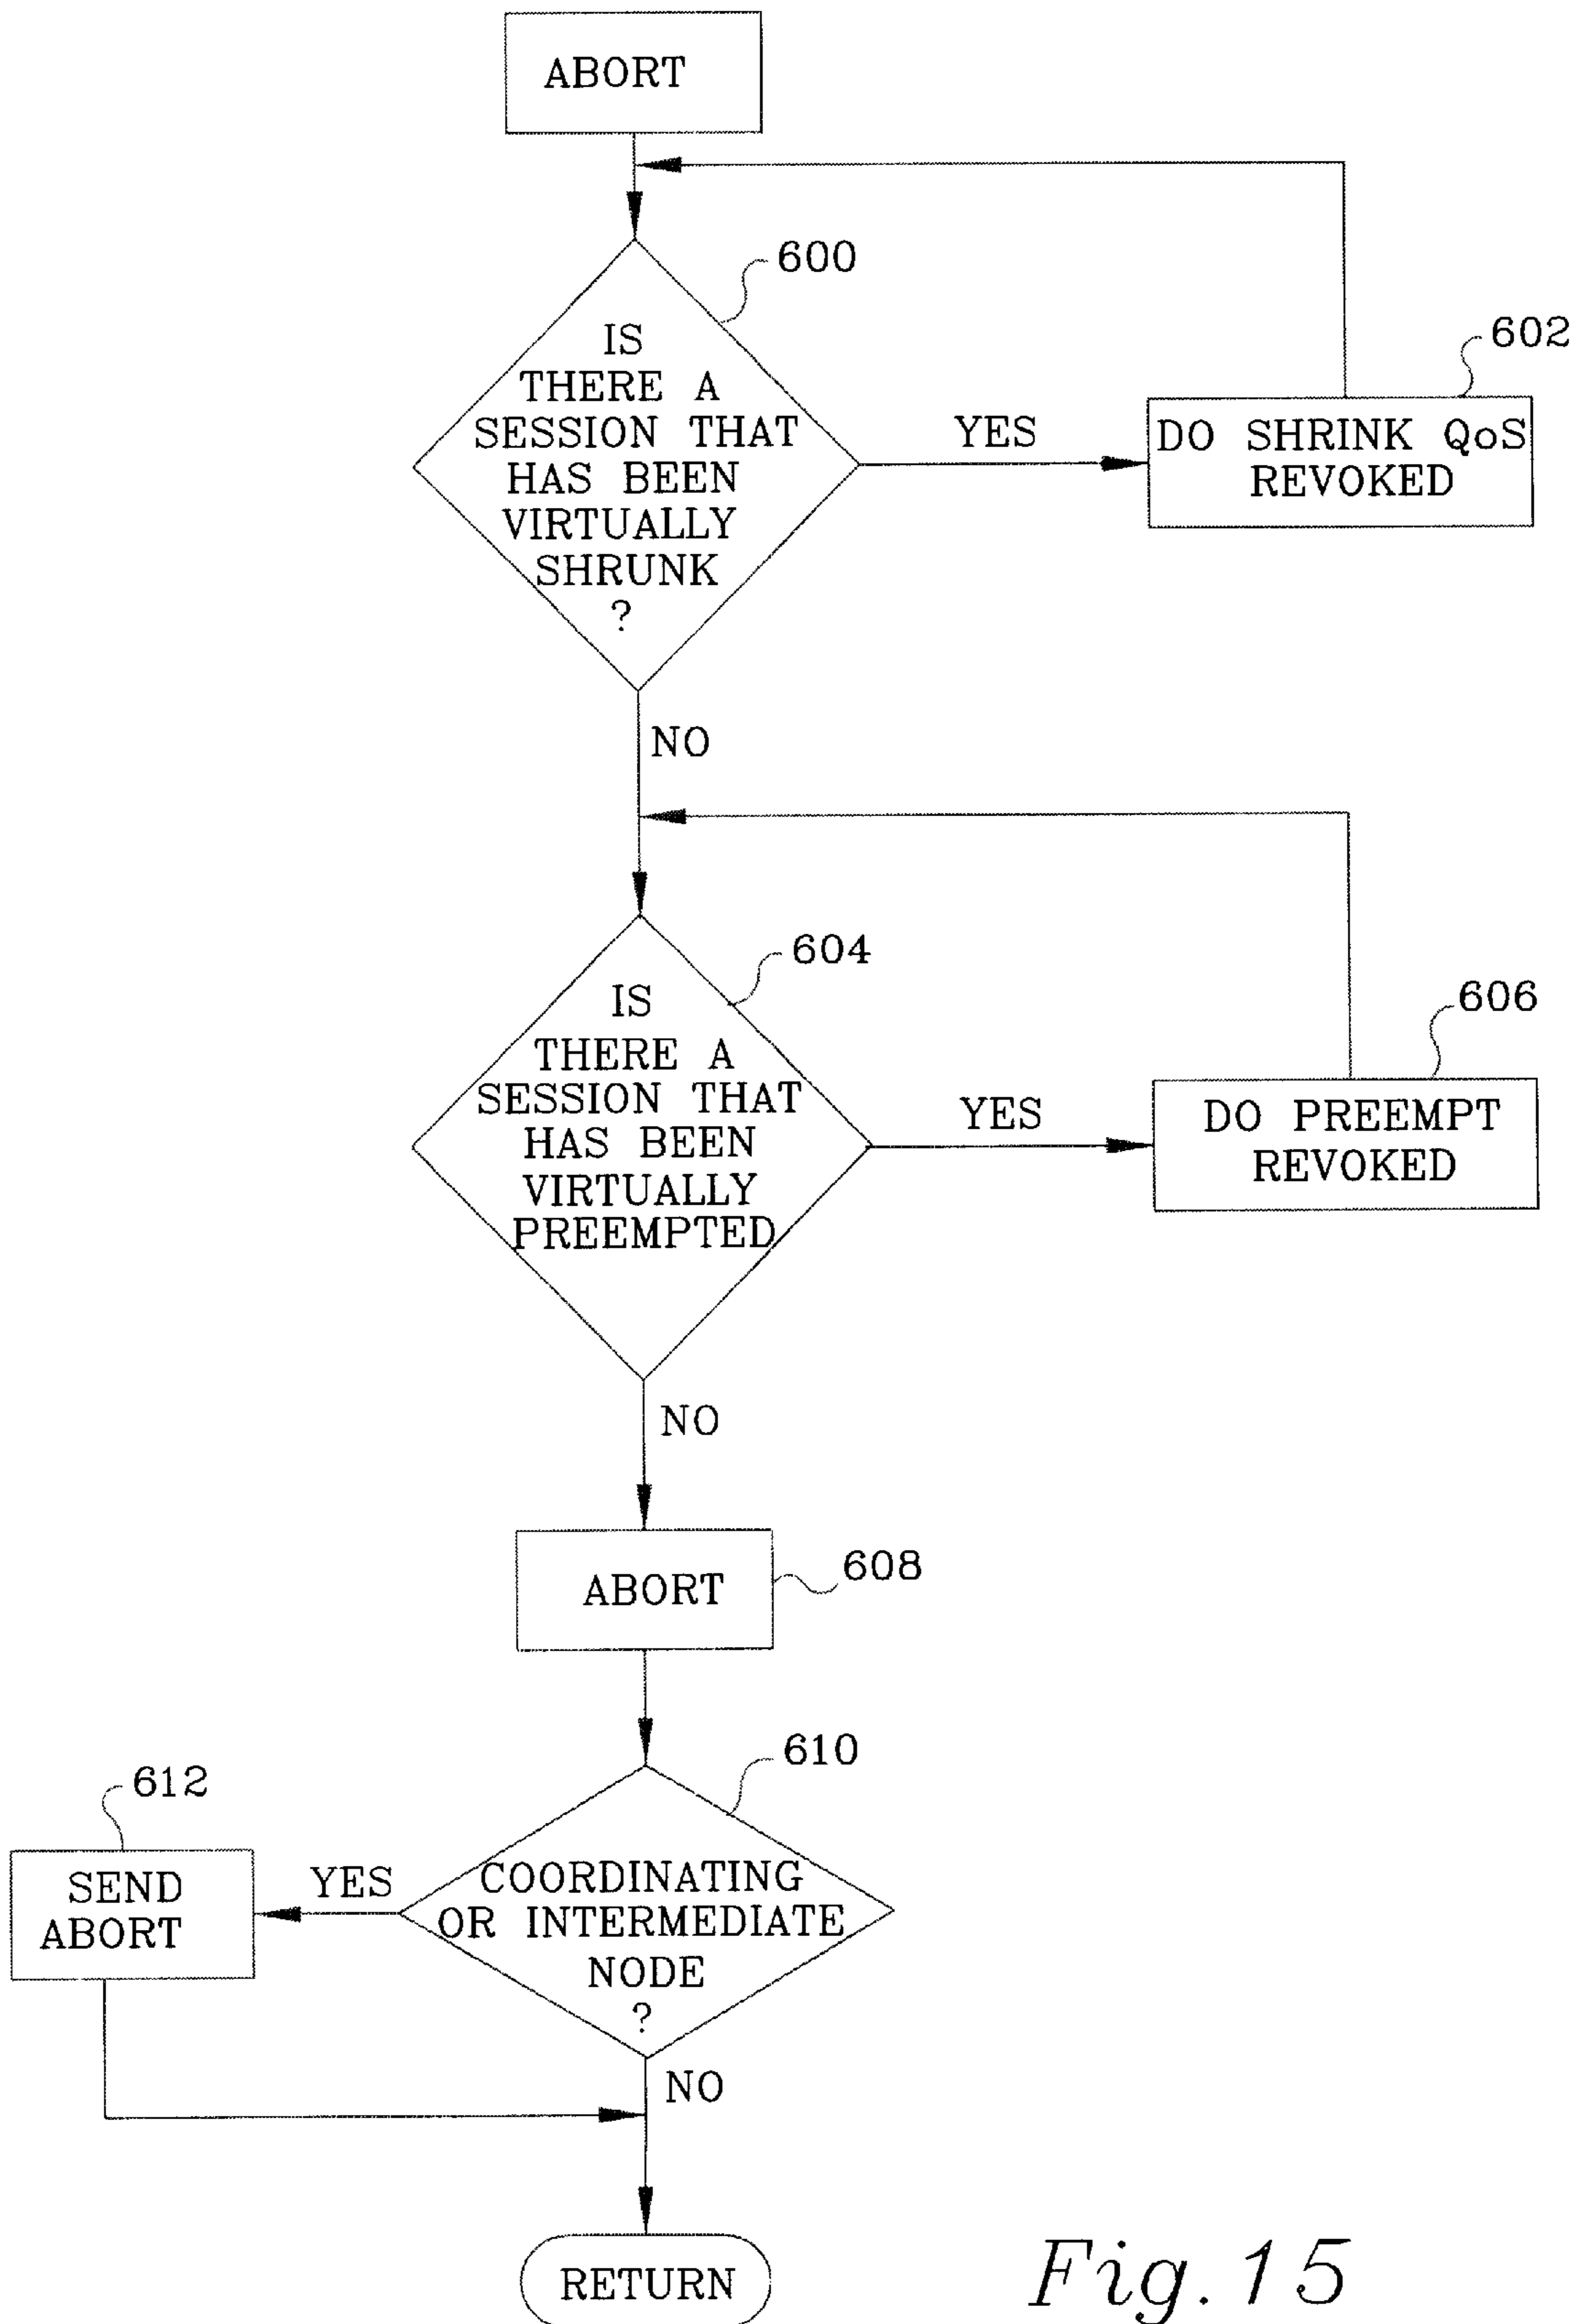 ABORT
600
IS
THERE A
SESSION THAT
HAS BEEN
VIRTUALLY
SHRUNK
?
YES
602
DO SHRINK QoS
REVOKED
NO
604
IS
THERE A
SESSION THAT
HAS BEEN
VIRTUALLY
PREEMPTED
YES
606
DO PREEMPT
REVOKED
NO
ABORT
608
610
COORDINATING
OR INTERMEDIATE
NODE
?
YES
612
SEND
ABORT
NO
RETURN
Fig. 15